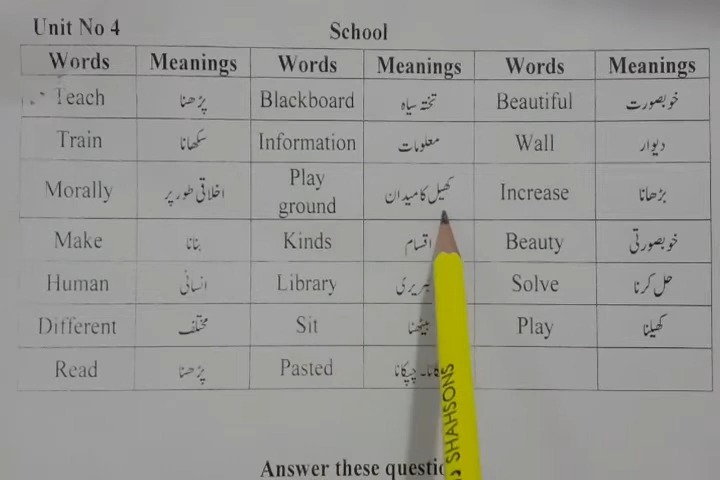 Unit No 4
School
Words Meanings Words Meanings Words Meanings
Teach پڑھنا Blackboard تختہ سیاہ Beautiful خوبصورت
Train سکھانا Information معلومات Wall دیوار
Morally اخلاقی طور پر Play ground کھیل کا میدان Increase بڑھانا
Make بنانا Kinds اقسام Beauty خوبصورتی
Human انسانی Library Solve حل کرنا
Different مختلف Sit بیٹھنا Play کھیلنا
Read پڑھنا Pasted چپکانا
Answer these
SHAHSONS